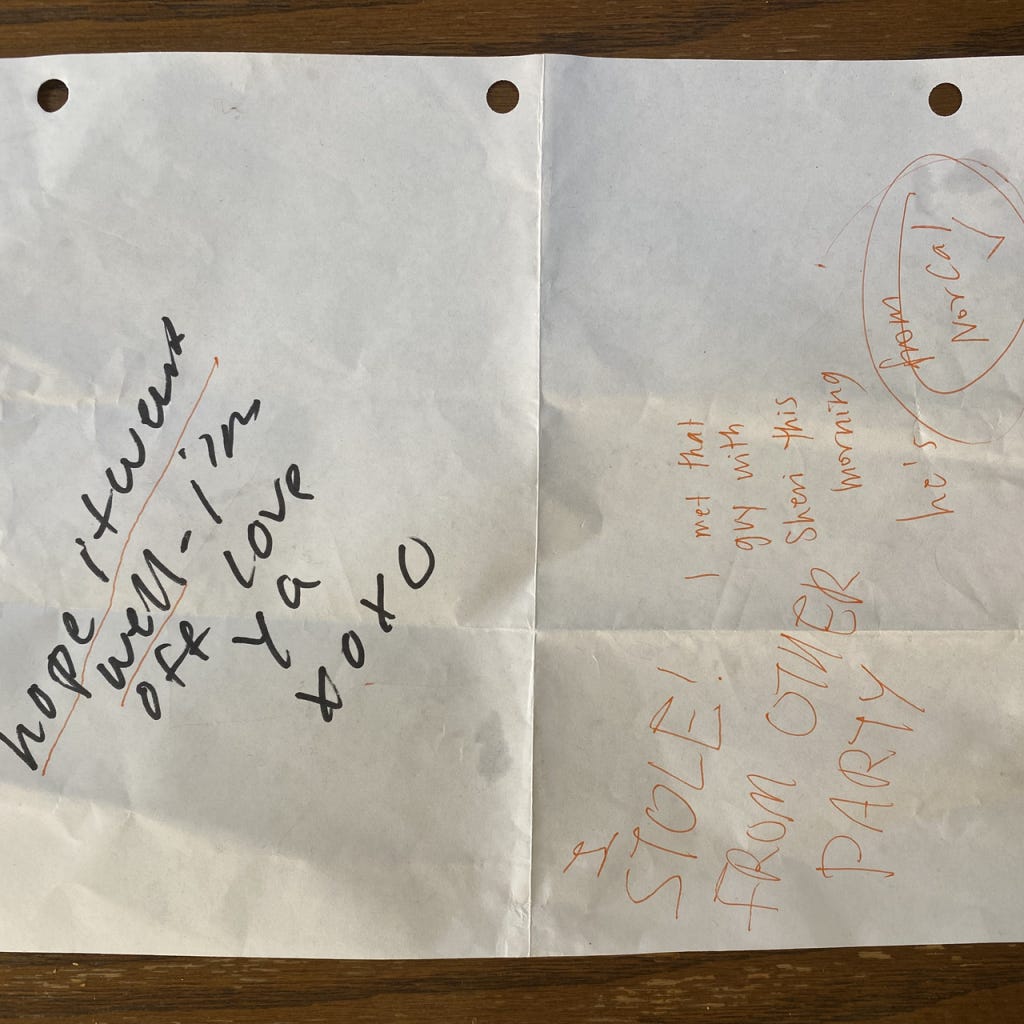 hope it went
well - I'm
off love
ya
xoxo
I
STOLE!
FROM OTHER
PARTY
I met that
guy with
Sheri this
morning
he's from
NorCal